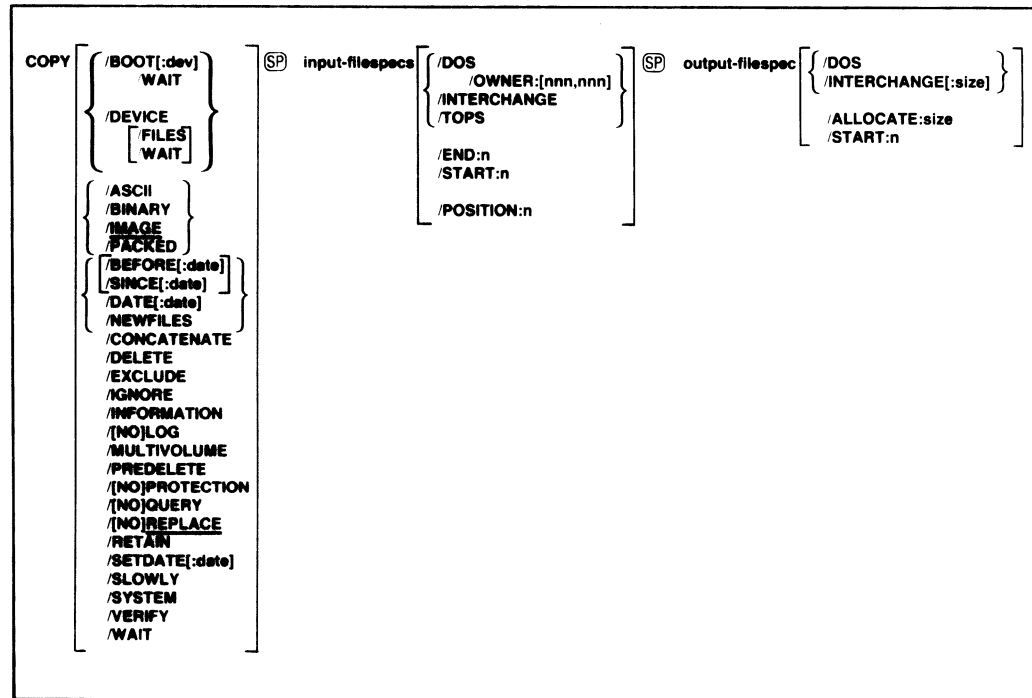 COPY /BOOT[:dev] SP input-filespecs /DOS SP output-filespec /DOS
/WAIT /OWNER:[nnn,nnn] /INTERCHANGE[:size]
/INTERCHANGE
/DEVICE /TOPS /ALLOCATE:size
/FILES /START:n
/WAIT /END:n
/START:n
/ASCII
/BINARY /POSITION:n
/IMAGE
/PACKED
/BEFORE[:date]
/SINCE[:date]
/DATE[:date]
/NEWFILES
/CONCATENATE
/DELETE
/EXCLUDE
/IGNORE
/INFORMATION
/[NO]LOG
/MULTIVOLUME
/PREDELETE
/[NO]PROTECTION
/[NO]QUERY
/[NO]REPLACE
/RETAIN
/SETDATE[:date]
/SLOWLY
/SYSTEM
/VERIFY
/WAIT